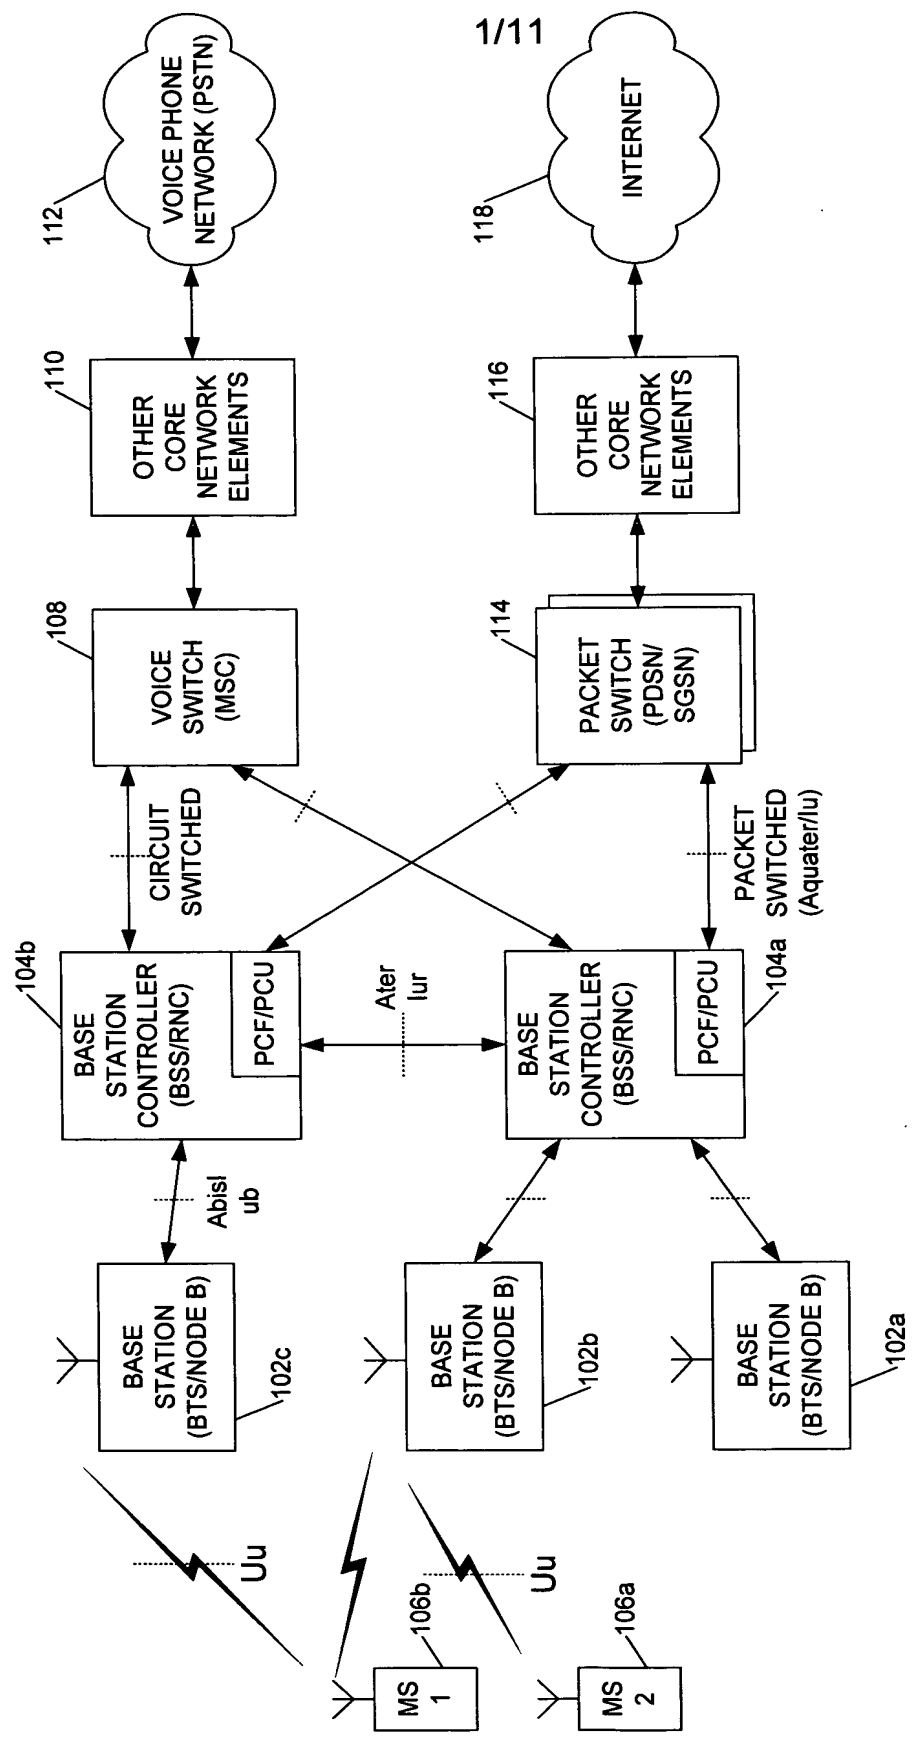 1/11
112
VOICE PHONE
NETWORK (PSTN)
118
INTERNET
110
OTHER
CORE
NETWORK
ELEMENTS
116
OTHER
CORE
NETWORK
ELEMENTS
108
VOICE
SWITCH
(MSC)
114
PACKET
SWITCH
(PDSN/
SGSN)
CIRCUIT
SWITCHED
PACKET
SWITCHED
(Aquater/Iu)
104b
BASE
STATION
CONTROLLER
(BSS/RNC)
PCF/PCU
Ater
Iur
104a
BASE
STATION
CONTROLLER
(BSS/RNC)
PCF/PCU
AbisI
ub
BASE
STATION
(BTS/NODE B)
102c
BASE
STATION
(BTS/NODE B)
102b
BASE
STATION
(BTS/NODE B)
102a
Uu
Uu
MS
1
106b
MS
2
106a